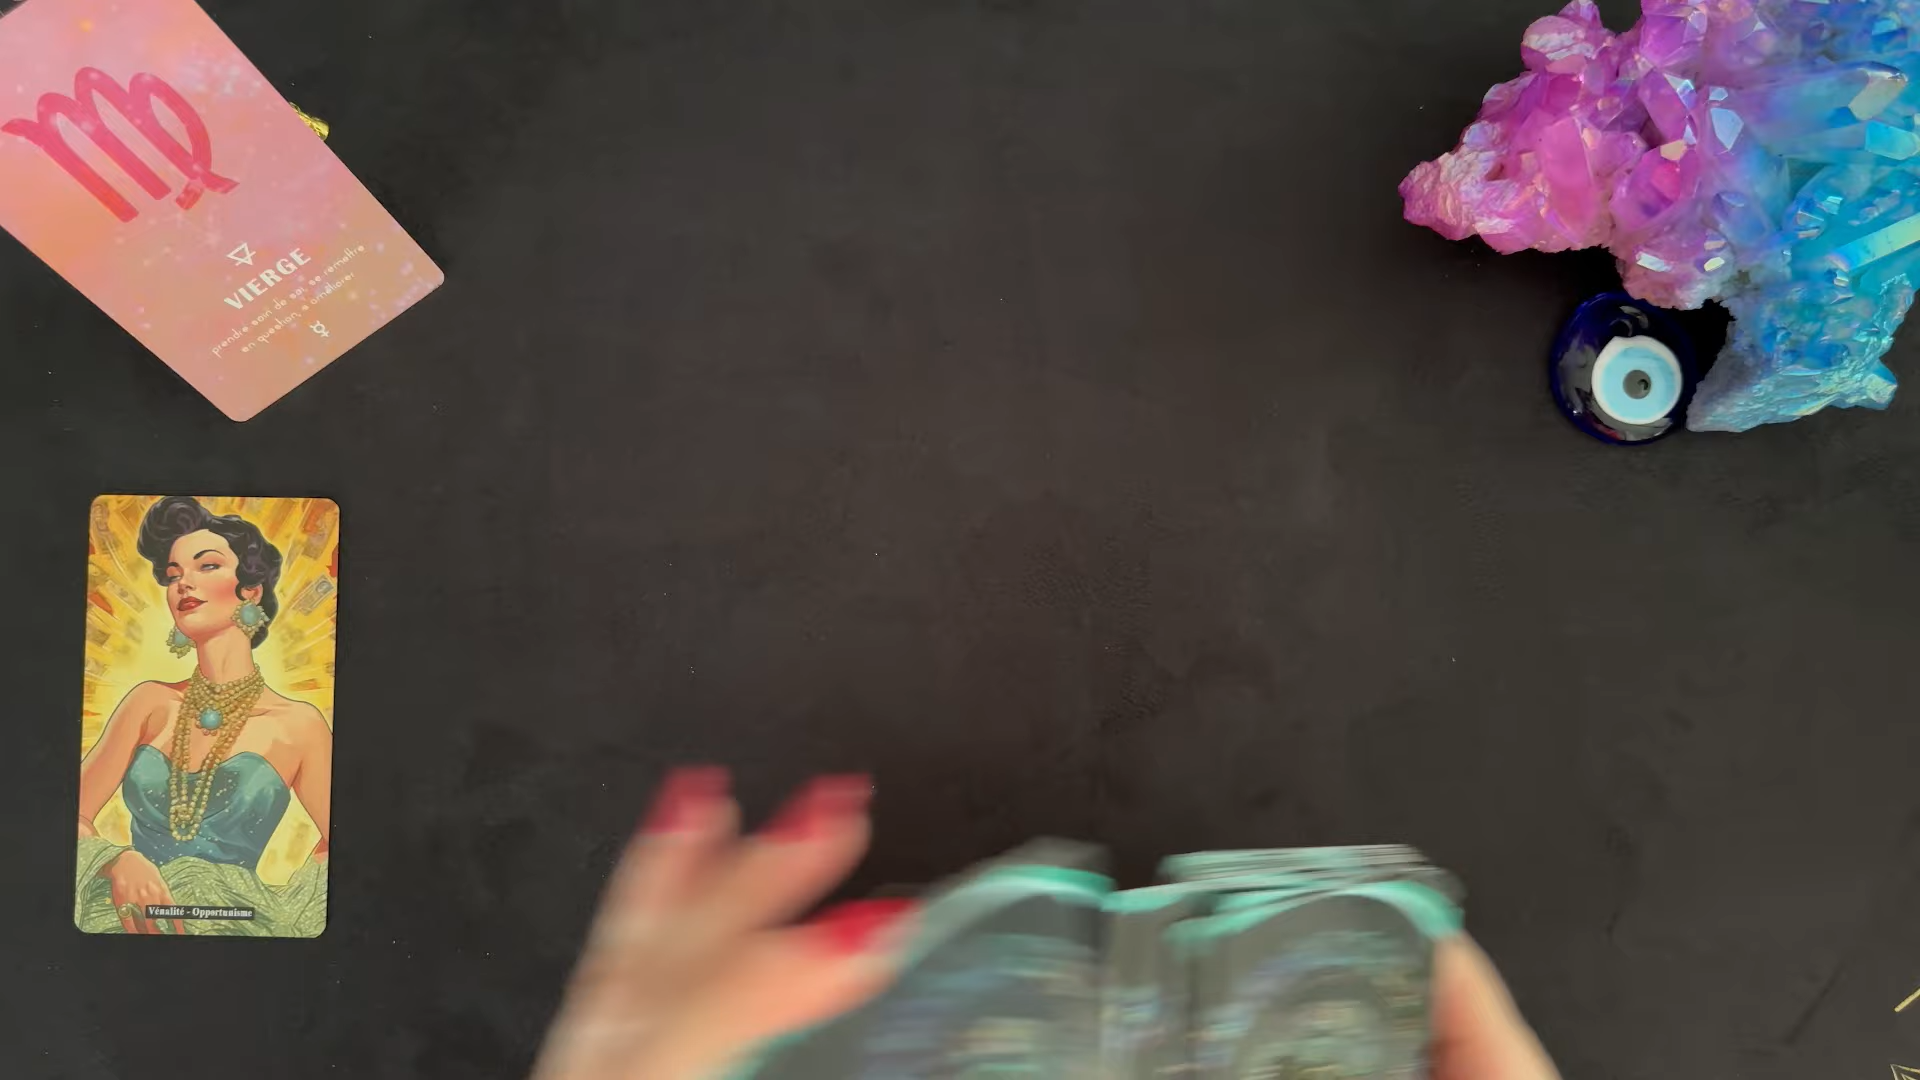 VIERGE
prendre soin de soi, se remettre
en question, s'améliorer
Vénalité - Opportunisme